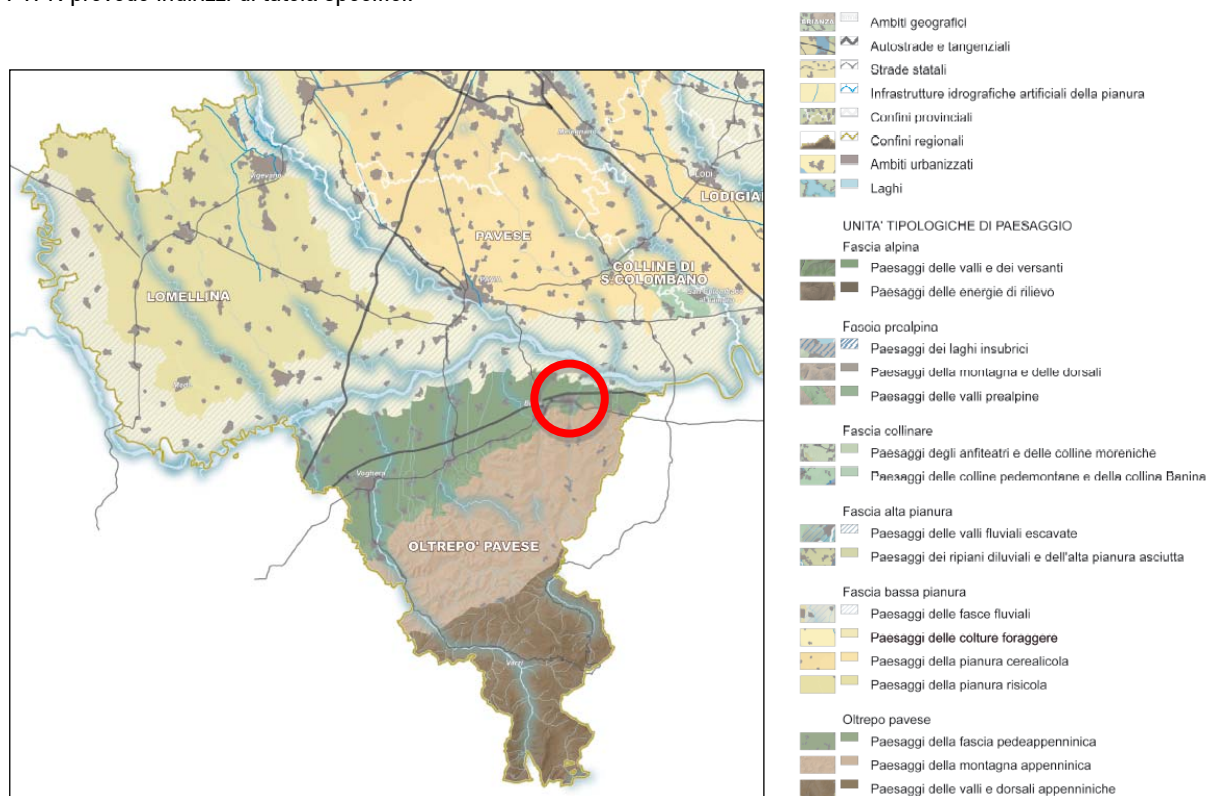 BRIANZA
Ambiti geografici
Autostrade e tangenziali
Strade statali
Infrastrutture idrografiche artificiali della pianura
Confini provinciali
Confini regionali
Ambiti urbanizzati
Laghi
UNITA' TIPOLOGICHE DI PAESAGGIO
Fascia alpina
Paesaggi delle valli e dei versanti
Paesaggi delle energie di rilievo
Fascia prealpina
Paesaggi dei laghi insubrici
Paesaggi della montagna e delle dorsali
Paesaggi delle valli prealpine
Fascia collinare
Paesaggi degli anfiteatri e delle colline moreniche
Paesaggi delle colline pedemontane e della collina Banina
Fascia alta pianura
Paesaggi delle valli fluviali escavate
Paesaggi dei ripiani diluviali e dell'alta pianura asciutta
Fascia bassa pianura
Paesaggi delle fasce fluviali
Paesaggi delle colture foraggere
Paesaggi della pianura cerealicola
Paesaggi della pianura risicola
Oltrepo pavese
Paesaggi della fascia pedeappenninica
Paesaggi della montagna appenninica
Paesaggi delle valli e dorsali appenniniche
Vigevano
LODI
LODIGIA
PAVESE
COLLINE DI
S COLOMBANO
LOMELLINA
Voghera
OLTREPO' PAVESE
Varzi